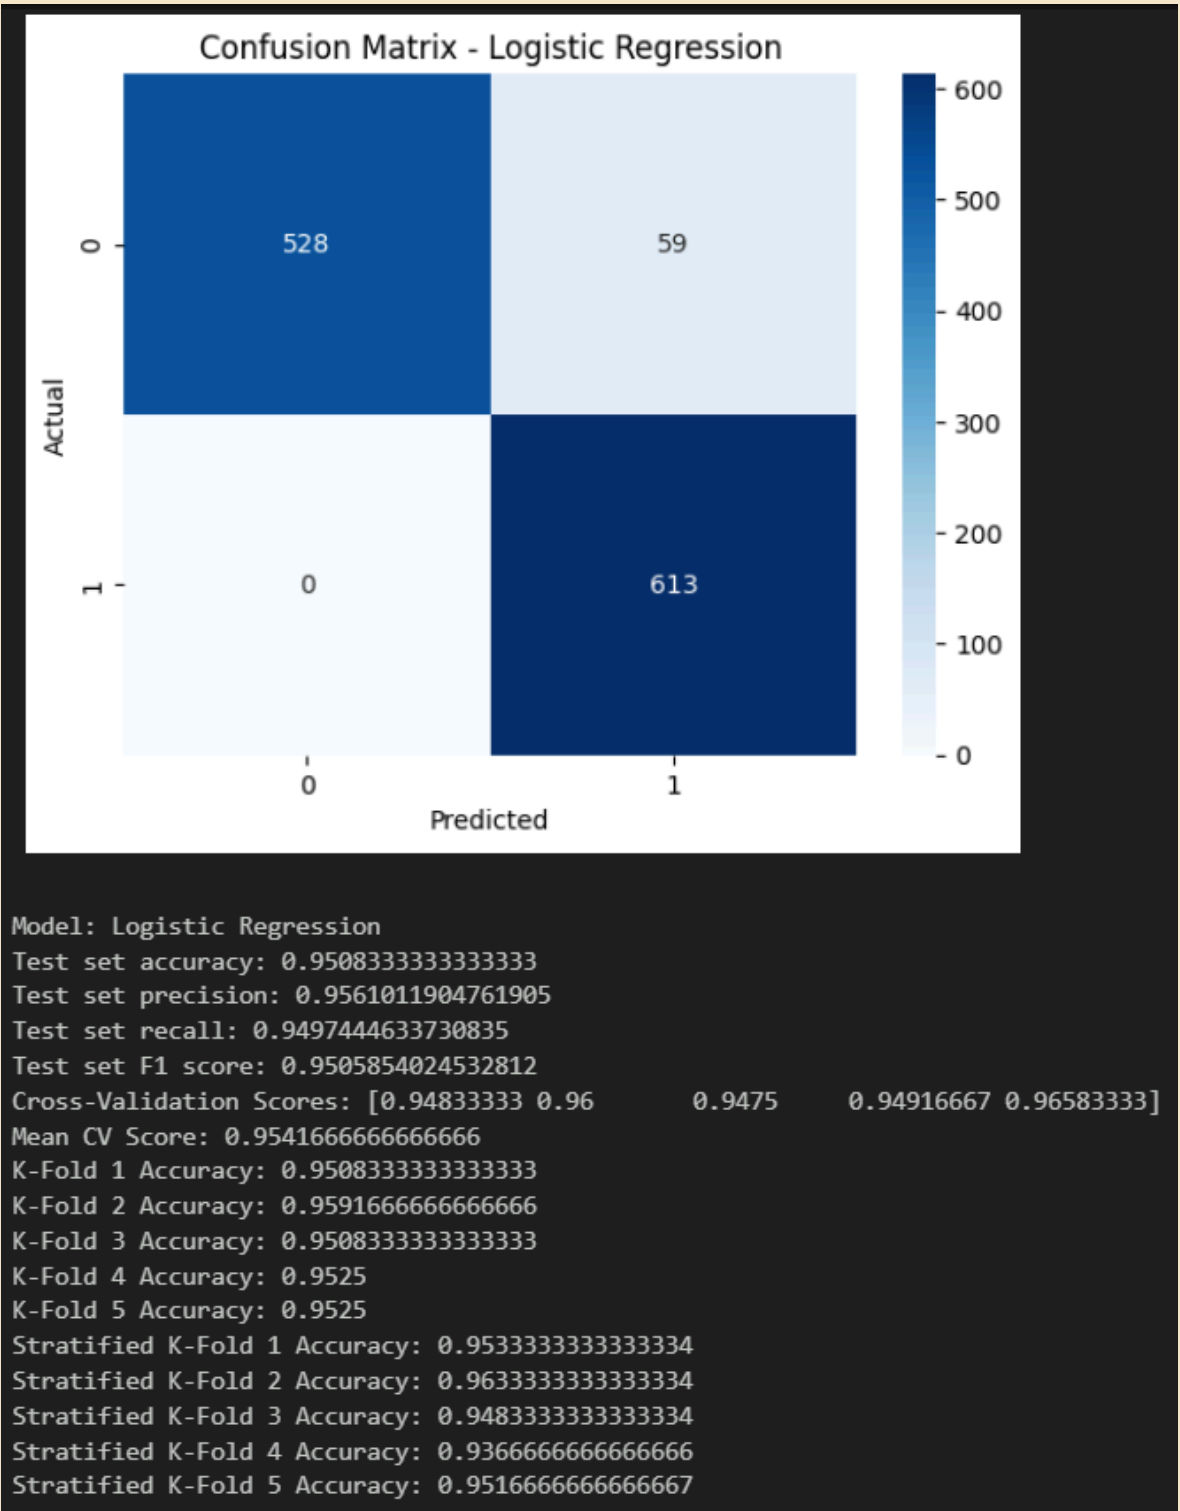 Confusion Matrix - Logistic Regression
600
500
400
300
200
100
0
Actual
0
528
59
1
0
613
0
1
Predicted
Model: Logistic Regression
Test set accuracy: 0.9508333333333333
Test set precision: 0.9561011904761905
Test set recall: 0.9497444633730835
Test set F1 score: 0.9505854024532812
Cross-Validation Scores: [0.94833333 0.96       0.9475     0.94916667 0.96583333]
Mean CV Score: 0.9541666666666666
K-Fold 1 Accuracy: 0.9508333333333333
K-Fold 2 Accuracy: 0.9591666666666666
K-Fold 3 Accuracy: 0.9508333333333333
K-Fold 4 Accuracy: 0.9525
K-Fold 5 Accuracy: 0.9525
Stratified K-Fold 1 Accuracy: 0.9533333333333334
Stratified K-Fold 2 Accuracy: 0.9633333333333334
Stratified K-Fold 3 Accuracy: 0.9483333333333334
Stratified K-Fold 4 Accuracy: 0.9366666666666666
Stratified K-Fold 5 Accuracy: 0.9516666666666667